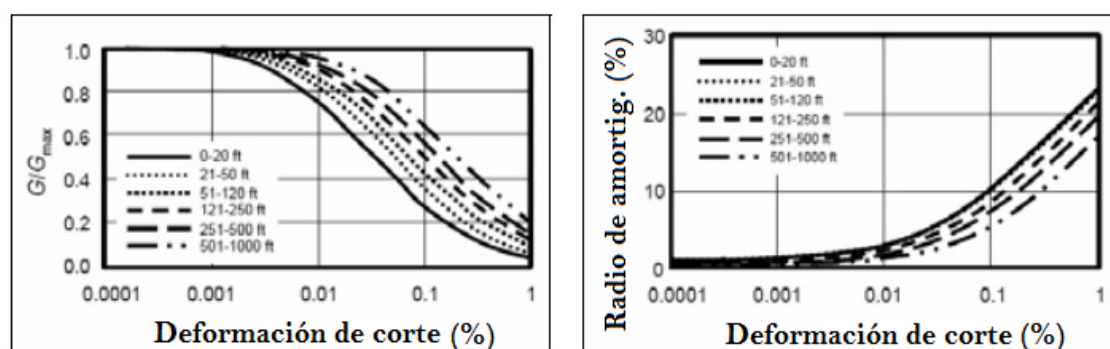 1.0
0.8
0.6
0.4
0.2
0.0
G/Gmax
0-20 ft
21-50 ft
51-120 ft
121-250 ft
251-500 ft
501-1000 ft
0.0001 0.001 0.01 0.1 1
Deformación de corte (%)
30
20
10
0
Radio de amortig. (%)
0-20 ft
21-50 ft
51-120 ft
121-250 ft
251-500 ft
501-1000 ft
0.0001 0.001 0.01 0.1 1
Deformación de corte (%)